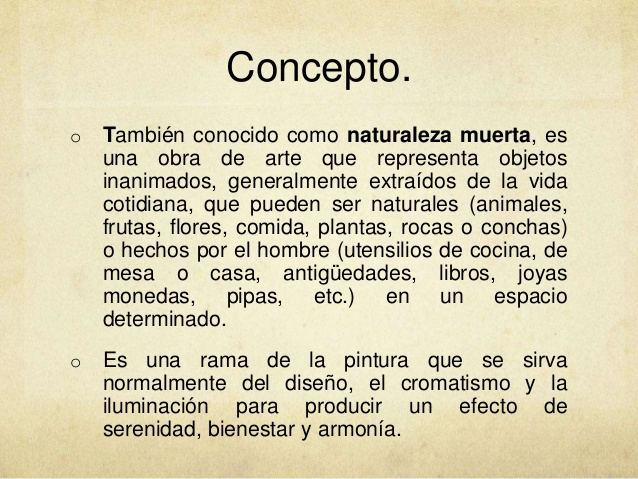 Concepto.
o También conocido como naturaleza muerta, es
una obra de arte que representa objetos
inanimados, generalmente extraídos de la vida
cotidiana, que pueden ser naturales (animales,
frutas, flores, comida, plantas, rocas o conchas)
o hechos por el hombre (utensilios de cocina, de
mesa o casa, antigüedades, libros, joyas
monedas, pipas, etc.) en un espacio
determinado.
o Es una rama de la pintura que se sirva
normalmente del diseño, el cromatismo y la
iluminación para producir un efecto de
serenidad, bienestar y armonía.